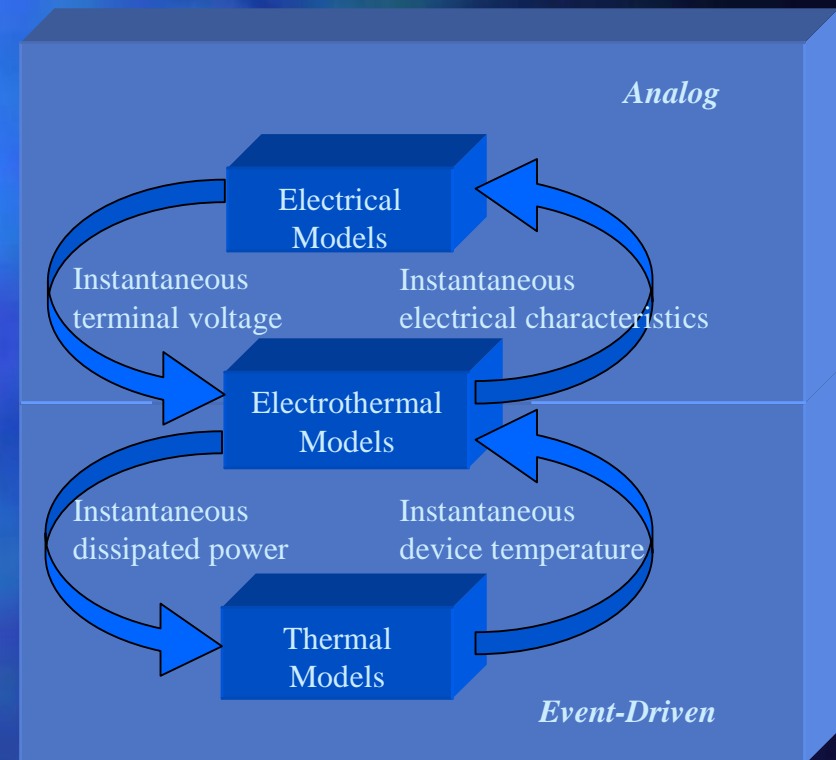 Analog
Electrical
Models
Instantaneous
terminal voltage
Instantaneous
electrical characteristics
Electrothermal
Models
Instantaneous
dissipated power
Instantaneous
device temperature
Thermal
Models
Event-Driven